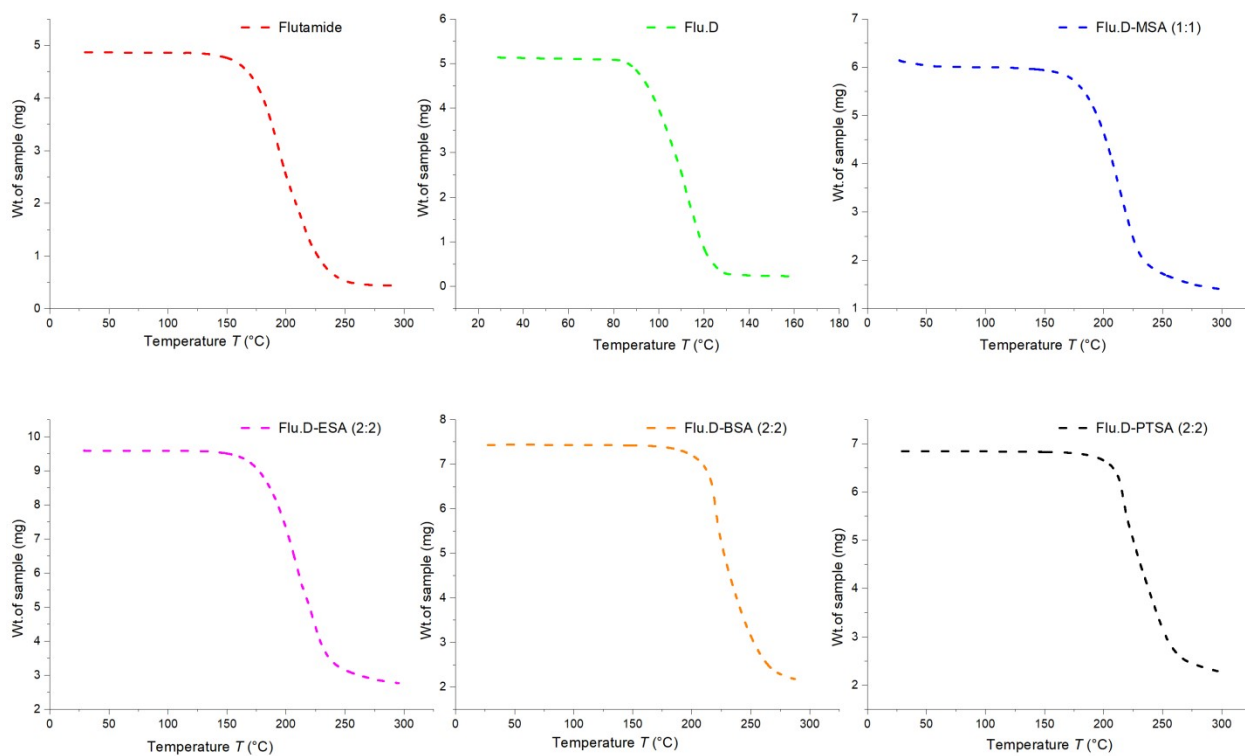 Flutamide
Wt.of sample (mg)
5
4
3
2
1
0
0 50 100 150 200 250 300
Temperature T (°C)
Flu.D
Wt.of sample (mg)
6
5
4
3
2
1
0
20 40 60 80 100 120 140 160 180
Temperature T (°C)
Flu.D-MSA (1:1)
Wt.of sample (mg)
7
6
5
4
3
2
1
0 50 100 150 200 250 300
Temperature T (°C)
Flu.D-ESA (2:2)
Wt.of sample (mg)
10
9
8
7
6
5
4
3
2
0 50 100 150 200 250 300
Temperature T (°C)
Flu.D-BSA (2:2)
Wt.of sample (mg)
8
7
6
5
4
3
2
0 50 100 150 200 250 300
Temperature T (°C)
Flu.D-PTSA (2:2)
Wt.of sample (mg)
7
6
5
4
3
2
0 50 100 150 200 250 300
Temperature T (°C)